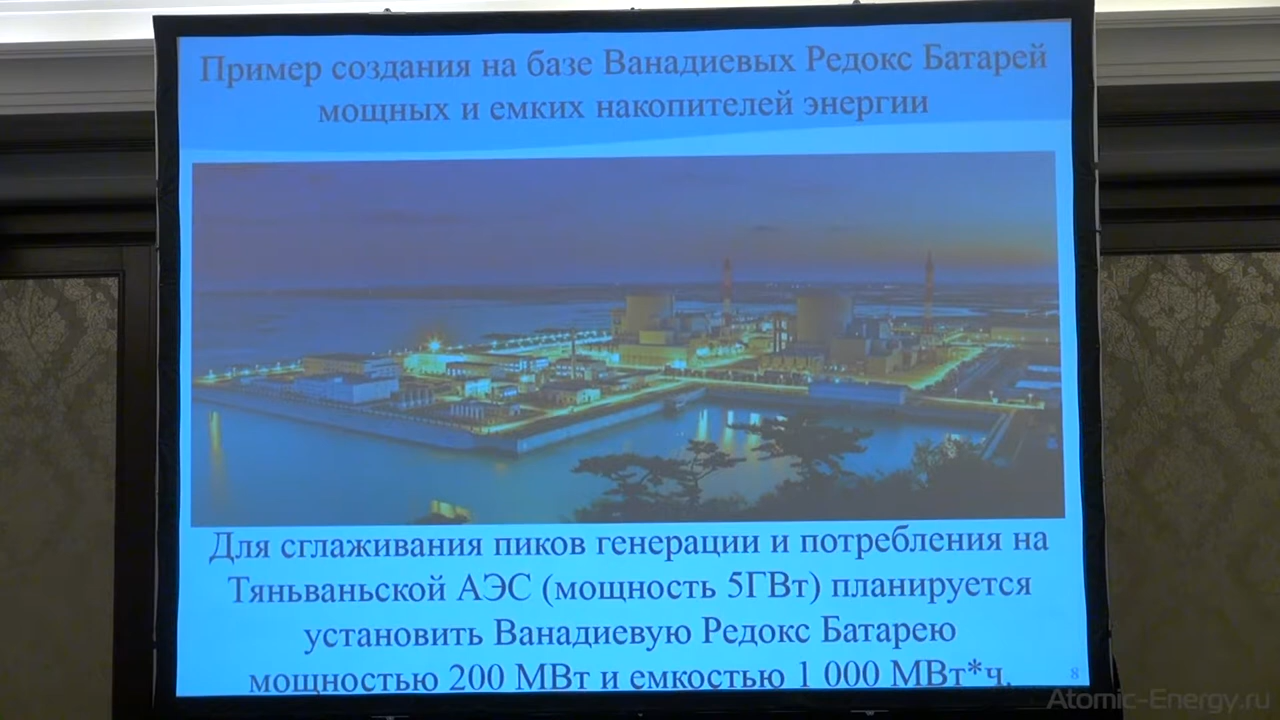 Пример создания на базе Ванадиевых Редокс Батарей
мощных и емких накопителей энергии
Для сглаживания пиков генерации и потребления на
Тяньваньской АЭС (мощность 5ГВт) планируется
установить Ванадиевую Редокс Батарею
мощностью 200 МВт и емкостью 1 000 МВт*ч.
8
Atomic-Energy.ru